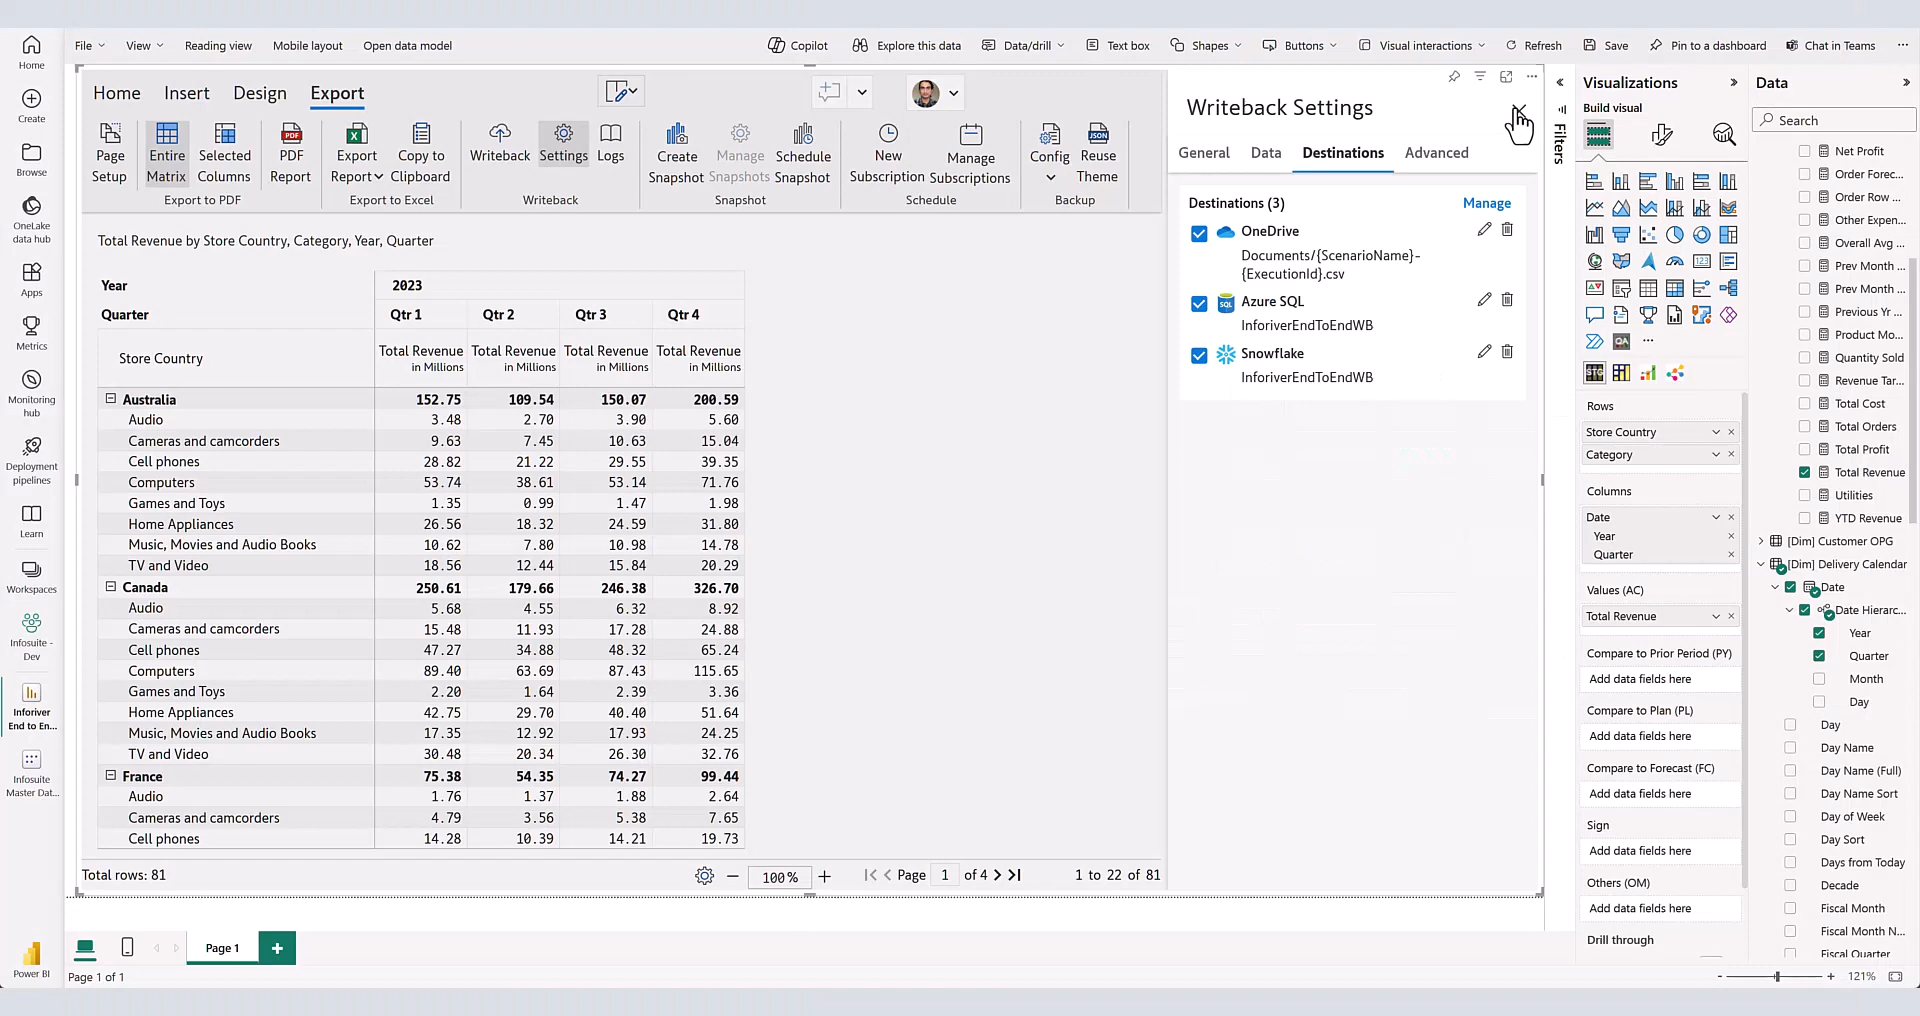 Home
Create
Browse
OneLake
data hub
Apps
Metrics
Monitoring
hub
Deployment
pipelines
Learn
Workspaces
Infosuite -
Dev
Inforiver
End to En...
Infosuite
Master Dat...
Power BI
File View Reading view Mobile layout Open data model
Copilot Explore this data Data/drill Text box Shapes Buttons Visual interactions Refresh Save Pin to a dashboard Chat in Teams ...
Home Insert Design Export
Page
Setup
Entire
Matrix
Selected
Columns
Export to PDF
PDF
PDF
Report
Export
Report
Copy to
Clipboard
Export to Excel
Writeback
Settings
Logs
Writeback
Create
Snapshot
Manage
Snapshots
Schedule
Snapshot
Snapshot
New
Subscription
Manage
Subscriptions
Schedule
Config
JSON
Reuse
Theme
Backup
Total Revenue by Store Country, Category, Year, Quarter
Year 2023
Quarter Qtr 1 Qtr 2 Qtr 3 Qtr 4
Store Country
Total Revenue Total Revenue Total Revenue Total Revenue
in Millions in Millions in Millions in Millions
Australia 152.75 109.54 150.07 200.59
Audio 3.48 2.70 3.90 5.60
Cameras and camcorders 9.63 7.45 10.63 15.04
Cell phones 28.82 21.22 29.55 39.35
Computers 53.74 38.61 53.14 71.76
Games and Toys 1.35 0.99 1.47 1.98
Home Appliances 26.56 18.32 24.59 31.80
Music, Movies and Audio Books 10.62 7.80 10.98 14.78
TV and Video 18.56 12.44 15.84 20.29
Canada 250.61 179.66 246.38 326.70
Audio 5.68 4.55 6.32 8.92
Cameras and camcorders 15.48 11.93 17.28 24.88
Cell phones 47.27 34.88 48.32 65.24
Computers 89.40 63.69 87.43 115.65
Games and Toys 2.20 1.64 2.39 3.36
Home Appliances 42.75 29.70 40.40 51.64
Music, Movies and Audio Books 17.35 12.92 17.93 24.25
TV and Video 30.48 20.34 26.30 32.76
France 75.38 54.35 74.27 99.44
Audio 1.76 1.37 1.88 2.64
Cameras and camcorders 4.79 3.56 5.38 7.65
Cell phones 14.28 10.39 14.21 19.73
Total rows: 81
100%
Page 1 of 4
1 to 22 of 81
Writeback Settings
General Data Destinations Advanced
Destinations (3) Manage
OneDrive
Documents/{ScenarioName}-
{ExecutionId}.csv
SQL
Azure SQL
InforiverEndToEndWB
Snowflake
InforiverEndToEndWB
Filters
Visualizations
Build visual
Rows
Store Country
Category
Columns
Date
Year
Quarter
Values (AC)
Total Revenue
Compare to Prior Period (PY)
Add data fields here
Compare to Plan (PL)
Add data fields here
Compare to Forecast (FC)
Add data fields here
Sign
Add data fields here
Others (OM)
Add data fields here
Drill through
Data
Search
Net Profit
Order Forec...
Order Row ...
Other Expen...
Overall Avg ...
Prev Month ...
Prev Month ...
Previous Yr ...
Product Mo...
Quantity Sold
Revenue Tar...
Total Cost
Total Orders
Total Profit
Total Revenue
Utilities
YTD Revenue
[Dim] Customer OPG
[Dim] Delivery Calendar
Date
Date Hierarc...
Year
Quarter
Month
Day
Day
Day Name
Day Name (Full)
Day Name Sort
Day of Week
Day Sort
Days from Today
Decade
Fiscal Month
Fiscal Month N...
Fiscal Quarter
Page 1
Page 1 of 1
121%